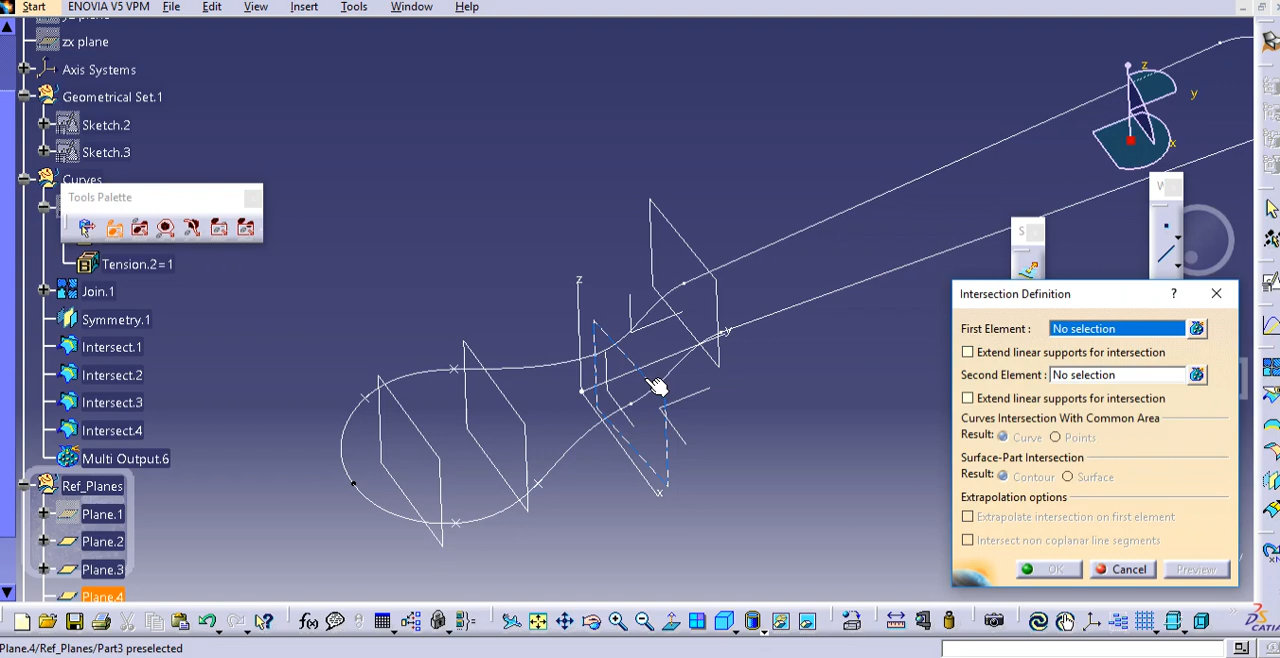 Start ENOVIA V5 VPM File Edit View Insert Tools Window Help
zx plane
Axis Systems
Geometrical Set.1
Sketch.2
Sketch.3
Curves
Tools Palette
Tension.2=1
Join.1
Symmetry.1
Intersect.1
Intersect.2
Intersect.3
Intersect.4
Multi Output.6
Ref_Planes
Plane.1
Plane.2
Plane.3
Plane.4
z
y
x
z
y
x
W
S
Intersection Definition ? 
First Element : No selection
Extend linear supports for intersection
Second Element : No selection
Extend linear supports for intersection
Curves Intersection With Common Area
Result: Curve Points
Surface-Part Intersection
Result: Contour Surface
Extrapolation options
Extrapolate intersection on first element
Intersect non coplanar line segments
OK Cancel Preview
Plane.4/Ref_Planes/Part3 preselected